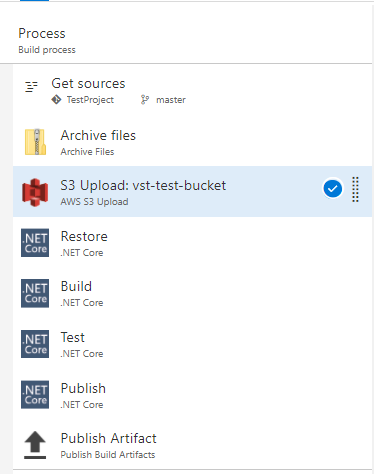 Process
Build process
Get sources
TestProject master
Archive files
Archive Files
S3 Upload: vst-test-bucket
AWS S3 Upload
.NET
Core
Restore
.NET Core
.NET
Core
Build
.NET Core
.NET
Core
Test
.NET Core
.NET
Core
Publish
.NET Core
Publish Artifact
Publish Build Artifacts